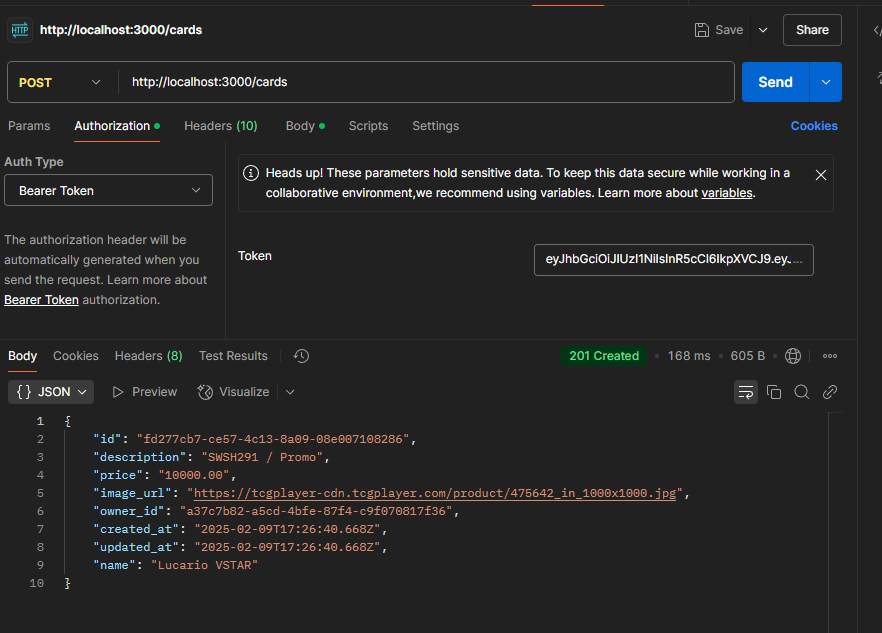 HTTP http://localhost:3000/cards Save Share
POST http://localhost:3000/cards Send
Params Authorization Headers (10) Body Scripts Settings Cookies
Auth Type
Bearer Token
The authorization header will be
automatically generated when you
send the request. Learn more about
Bearer Token authorization.
Heads up! These parameters hold sensitive data. To keep this data secure while working in a
collaborative environment,we recommend using variables. Learn more about variables.
Token eyJhbGciOiJIUzI1NiIsInR5cCI6IkpXVCJ9.eyJ...
Body Cookies Headers (8) Test Results 201 Created 168 ms 605 B
{} JSON Preview Visualize
1 {
2 "id": "fd277cb7-ce57-4c13-8a09-08e007108286",
3 "description": "SWSH291 / Promo",
4 "price": "10000.00",
5 "image_url": "https://tcgplayer-cdn.tcgplayer.com/product/475642_in_1000x1000.jpg",
6 "owner_id": "a37c7b82-a5cd-4bfe-87f4-c9f070817f36",
7 "created_at": "2025-02-09T17:26:40.668Z",
8 "updated_at": "2025-02-09T17:26:40.668Z",
9 "name": "Lucario VSTAR"
10 }